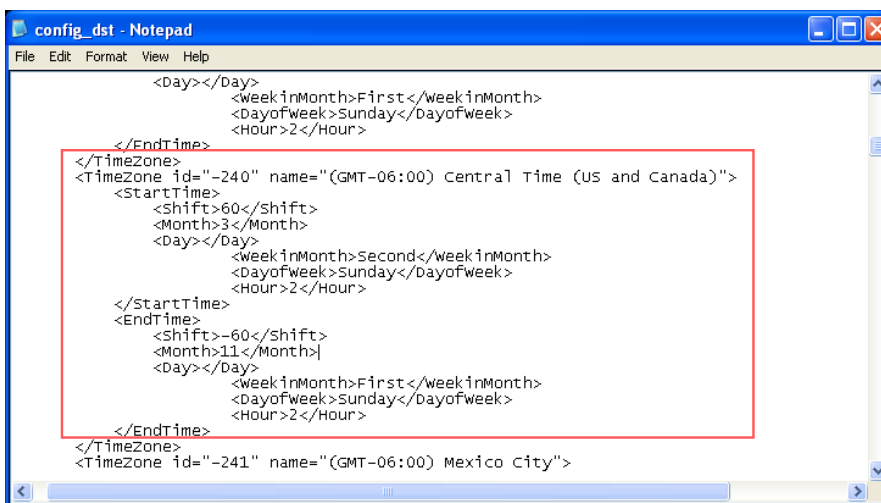 config_dst - Notepad
File Edit Format View Help
<Day></Day>
<WeekinMonth>First</WeekinMonth>
<DayofWeek>Sunday</DayofWeek>
<Hour>2</Hour>
</EndTime>
</TimeZone>
<TimeZone id="-240" name="(GMT-06:00) Central Time (US and Canada)">
<StartTime>
<Shift>60</Shift>
<Month>3</Month>
<Day></Day>
<WeekinMonth>Second</WeekinMonth>
<DayofWeek>Sunday</DayofWeek>
<Hour>2</Hour>
</StartTime>
<EndTime>
<Shift>-60</Shift>
<Month>11</Month>
<Day></Day>
<WeekinMonth>First</WeekinMonth>
<DayofWeek>Sunday</DayofWeek>
<Hour>2</Hour>
</EndTime>
</TimeZone>
<TimeZone id="-241" name="(GMT-06:00) Mexico City">